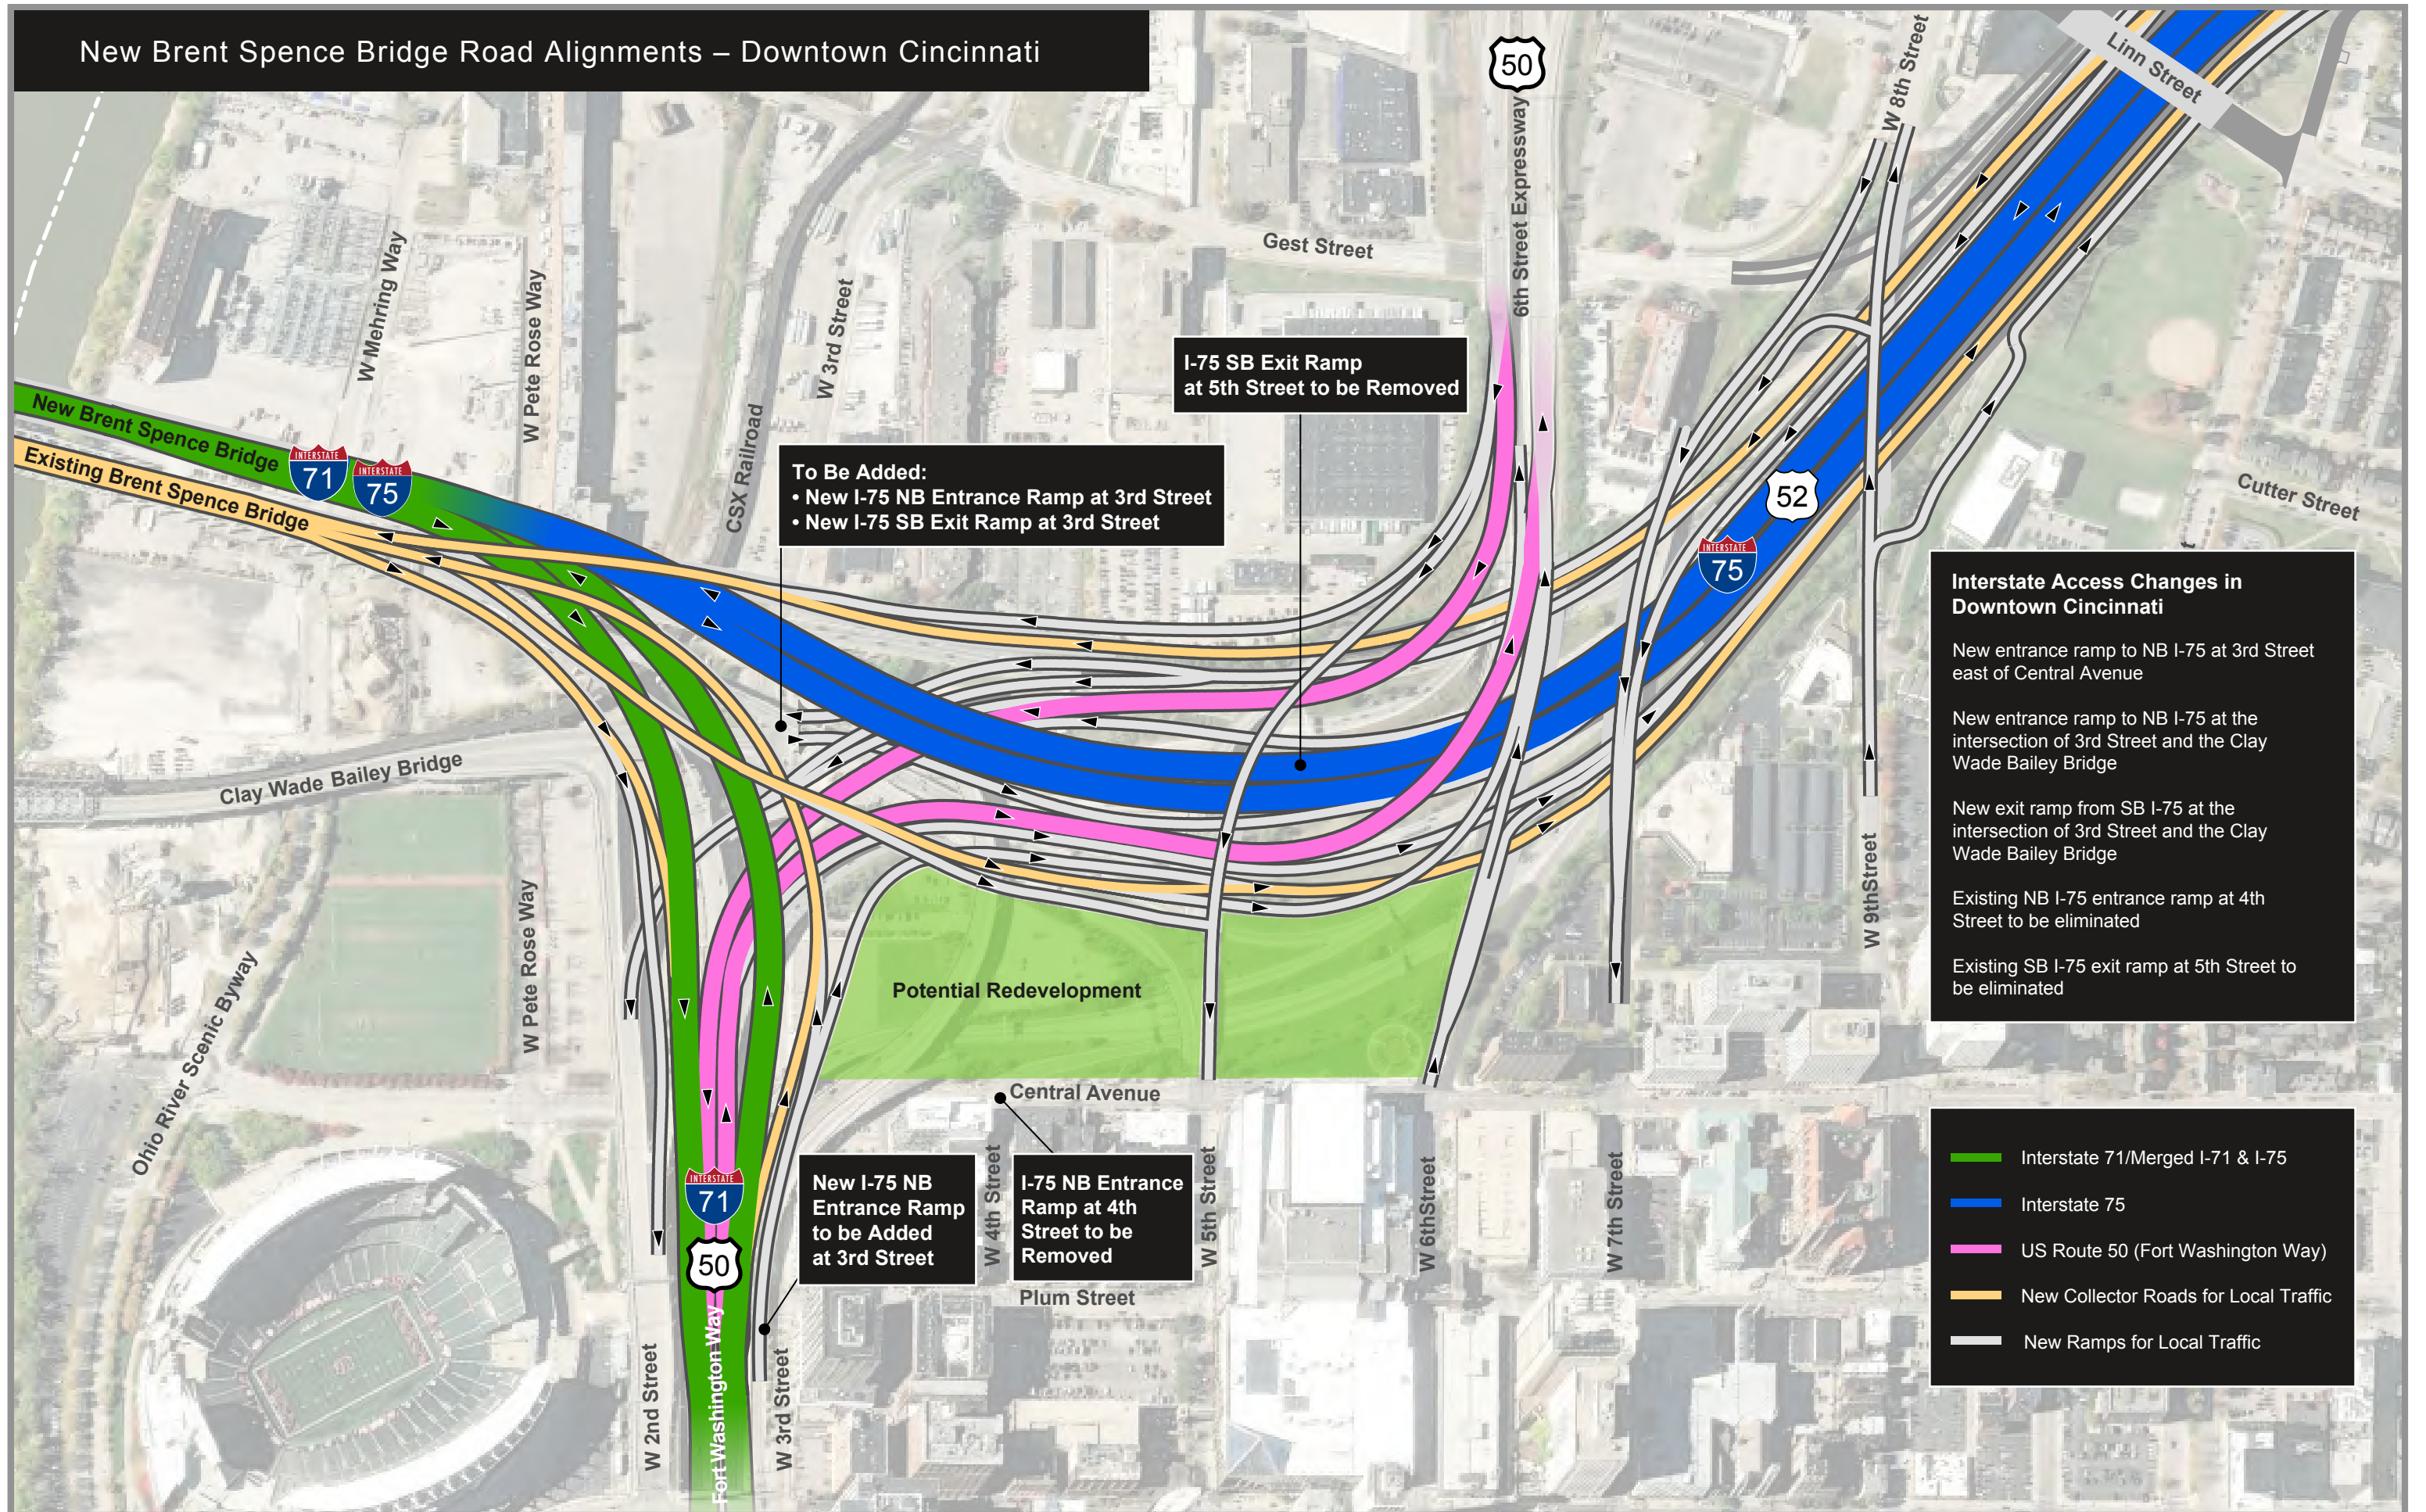 New Brent Spence Bridge Road Alignments – Downtown Cincinnati
50
6th Street Expressway
W 8th Street
Linn Street
Gest Street
W Mehring Way
W Pete Rose Way
W 3rd Street
CSX Railroad
I-75 SB Exit Ramp
at 5th Street to be Removed
New Brent Spence Bridge
Existing Brent Spence Bridge
INTERSTATE
71
INTERSTATE
75
To Be Added:
• New I-75 NB Entrance Ramp at 3rd Street
• New I-75 SB Exit Ramp at 3rd Street
52
INTERSTATE
75
Cutter Street
t
Interstate Access Changes in
Downtown Cincinnati
New entrance ramp to NB I-75 at 3rd Street
east of Central Avenue
New entrance ramp to NB I-75 at the
intersection of 3rd Street and the Clay
Wade Bailey Bridge
New exit ramp from SB I-75 at the
intersection of 3rd Street and the Clay
Wade Bailey Bridge
Existing NB I-75 entrance ramp at 4th
Street to be eliminated
Existing SB I-75 exit ramp at 5th Street to
be eliminated
Clay Wade Bailey Bridge
W 9thStreet
W Pete Rose Way
Ohio River Scenic Byway
Potential Redevelopment
Central Avenue
INTERSTATE
71
50
Fort Washington Way
New I-75 NB
Entrance Ramp
to be Added
at 3rd Street
W 4th Street
I-75 NB Entrance
Ramp at 4th
Street to be
Removed
W 5th Street
W 6thStreet
W 7th Street
Plum Street
W 2nd Street
W 3rd Street
Interstate 71/Merged I-71 & I-75
Interstate 75
US Route 50 (Fort Washington Way)
New Collector Roads for Local Traffic
New Ramps for Local Traffic